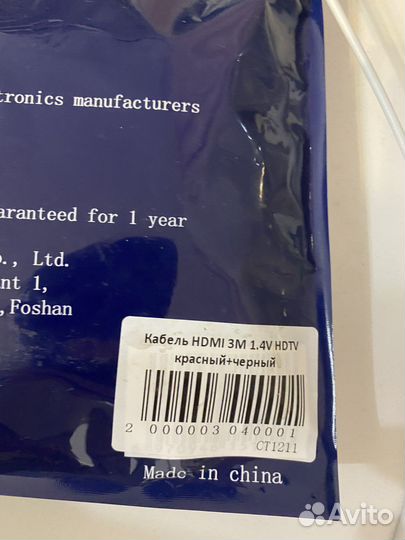 tronics manufacturers
aranteed for 1 year
o., Ltd.
nt 1,
,Foshan
Кабель HDMI 3M 1.4V HDTV
красный+черный
2 000003 040001
CT1211
Made in china
Avito